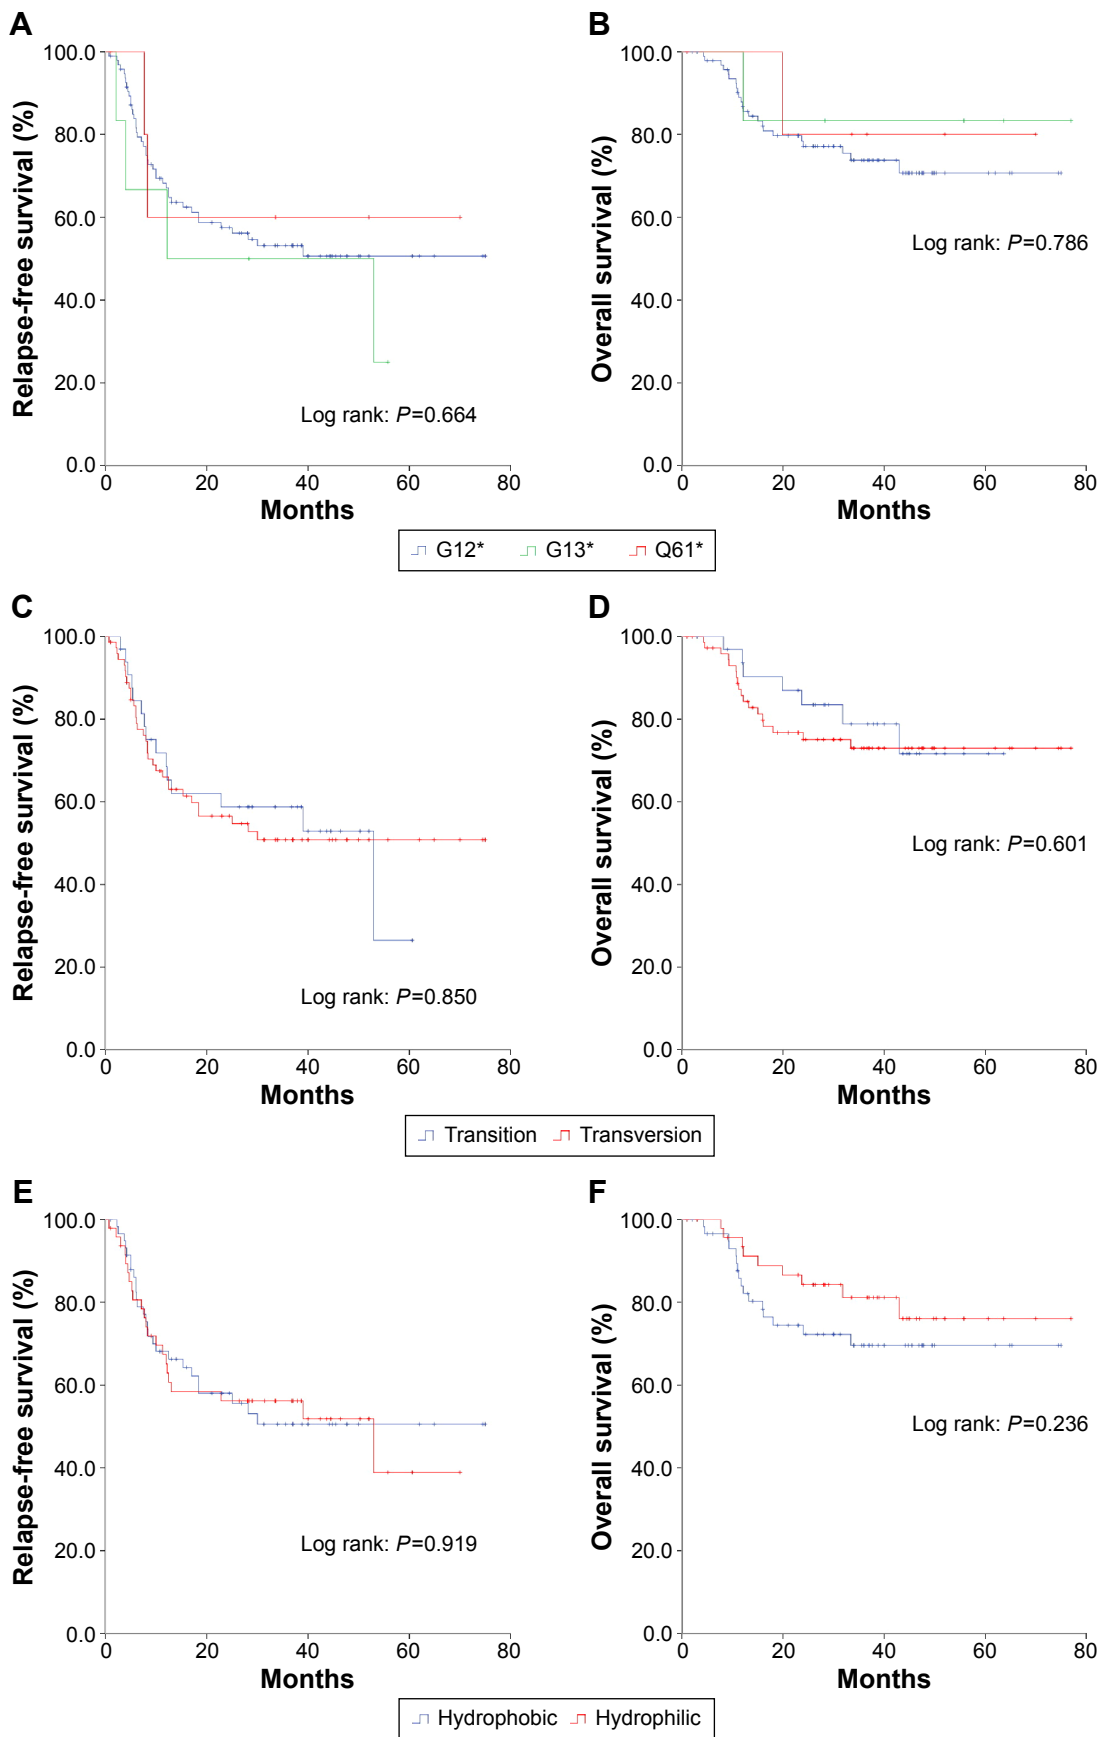 A
B
100.0
80.0
60.0
40.0
20.0
0.0
Relapse-free survival (%)
0 20 40 60 80
Months
Log rank: P=0.664
100.0
80.0
60.0
40.0
20.0
0.0
Overall survival (%)
0 20 40 60 80
Months
Log rank: P=0.786
G12* G13* Q61*
C
D
100.0
80.0
60.0
40.0
20.0
0.0
Relapse-free survival (%)
0 20 40 60 80
Months
Log rank: P=0.850
100.0
80.0
60.0
40.0
20.0
0.0
Overall survival (%)
0 20 40 60 80
Months
Log rank: P=0.601
Transition Transversion
E
F
100.0
80.0
60.0
40.0
20.0
0.0
Relapse-free survival (%)
0 20 40 60 80
Months
Log rank: P=0.919
100.0
80.0
60.0
40.0
20.0
0.0
Overall survival (%)
0 20 40 60 80
Months
Log rank: P=0.236
Hydrophobic Hydrophilic